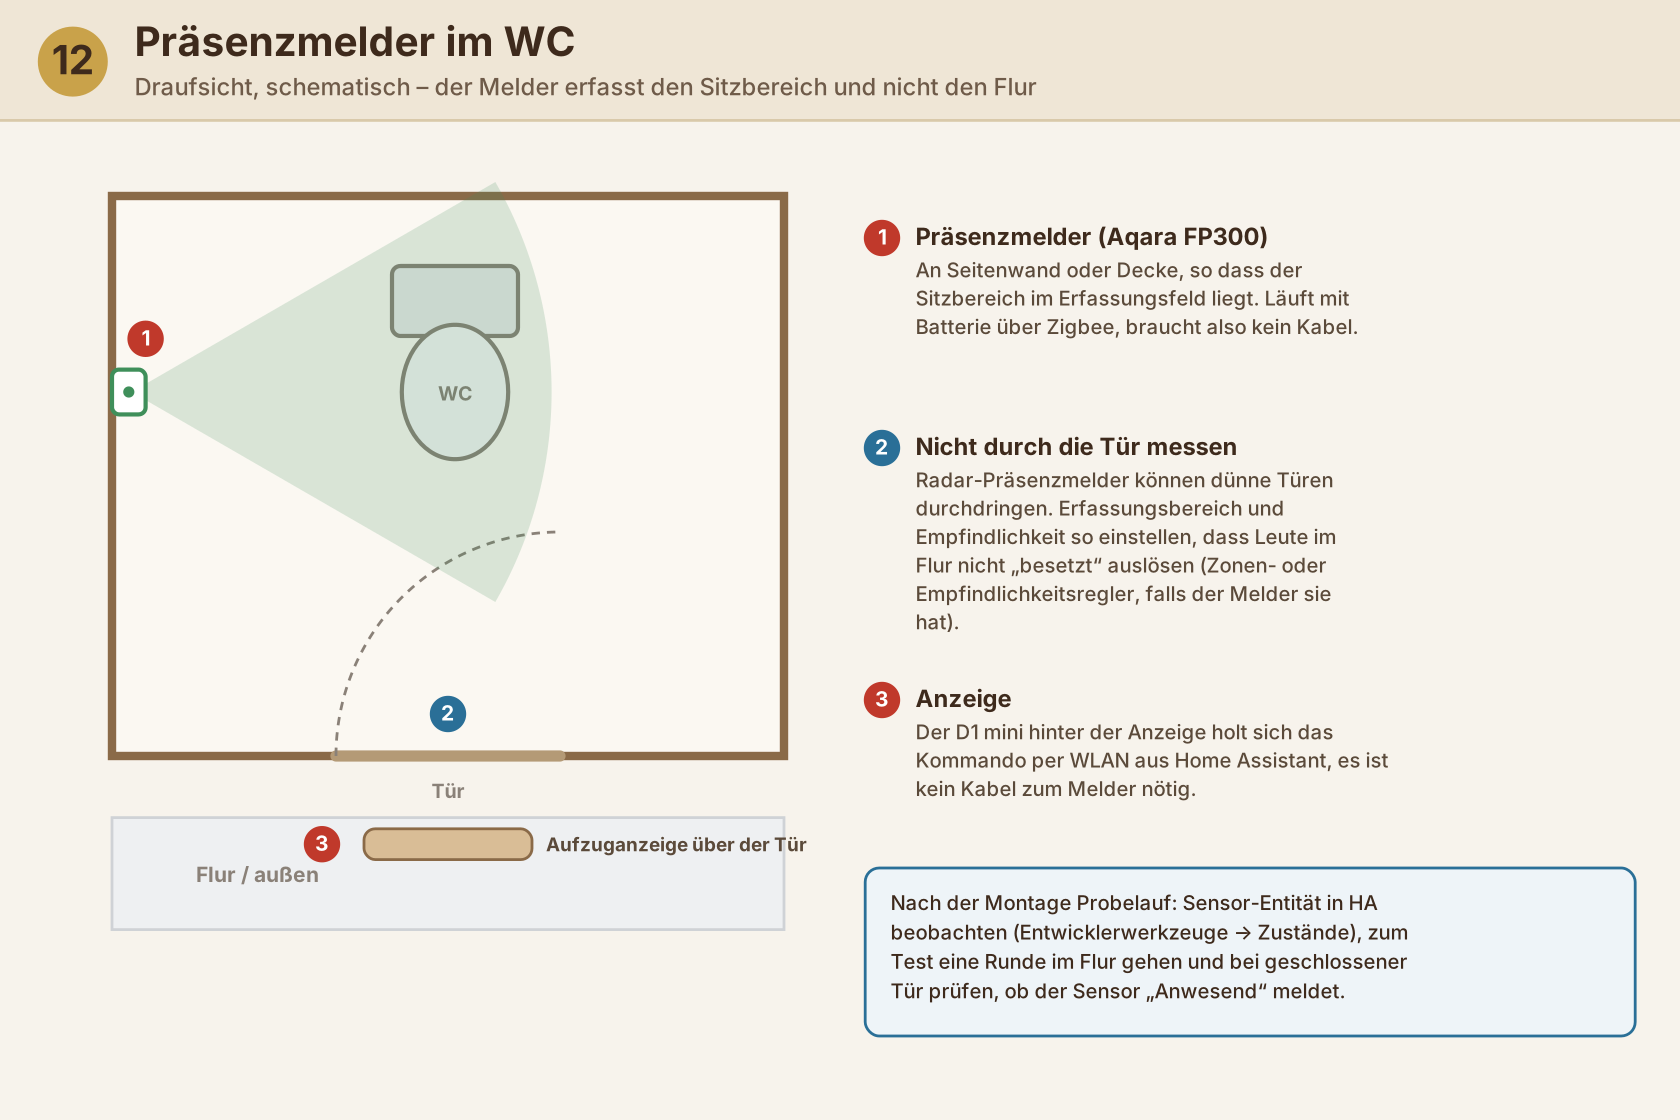 12
Präsenzmelder im WC
Draufsicht, schematisch – der Melder erfasst den Sitzbereich und nicht den Flur
1
WC
2
Tür
3
Aufzuganzeige über der Tür
Flur / außen
1
Präsenzmelder (Aqara FP300)
An Seitenwand oder Decke, so dass der
Sitzbereich im Erfassungsfeld liegt. Läuft mit
Batterie über Zigbee, braucht also kein Kabel.
2
Nicht durch die Tür messen
Radar-Präsenzmelder können dünne Türen
durchdringen. Erfassungsbereich und
Empfindlichkeit so einstellen, dass Leute im
Flur nicht „besetzt“ auslösen (Zonen- oder
Empfindlichkeitsregler, falls der Melder sie
hat).
3
Anzeige
Der D1 mini hinter der Anzeige holt sich das
Kommando per WLAN aus Home Assistant, es ist
kein Kabel zum Melder nötig.
Nach der Montage Probelauf: Sensor-Entität in HA
beobachten (Entwicklerwerkzeuge → Zustände), zum
Test eine Runde im Flur gehen und bei geschlossener
Tür prüfen, ob der Sensor „Anwesend“ meldet.